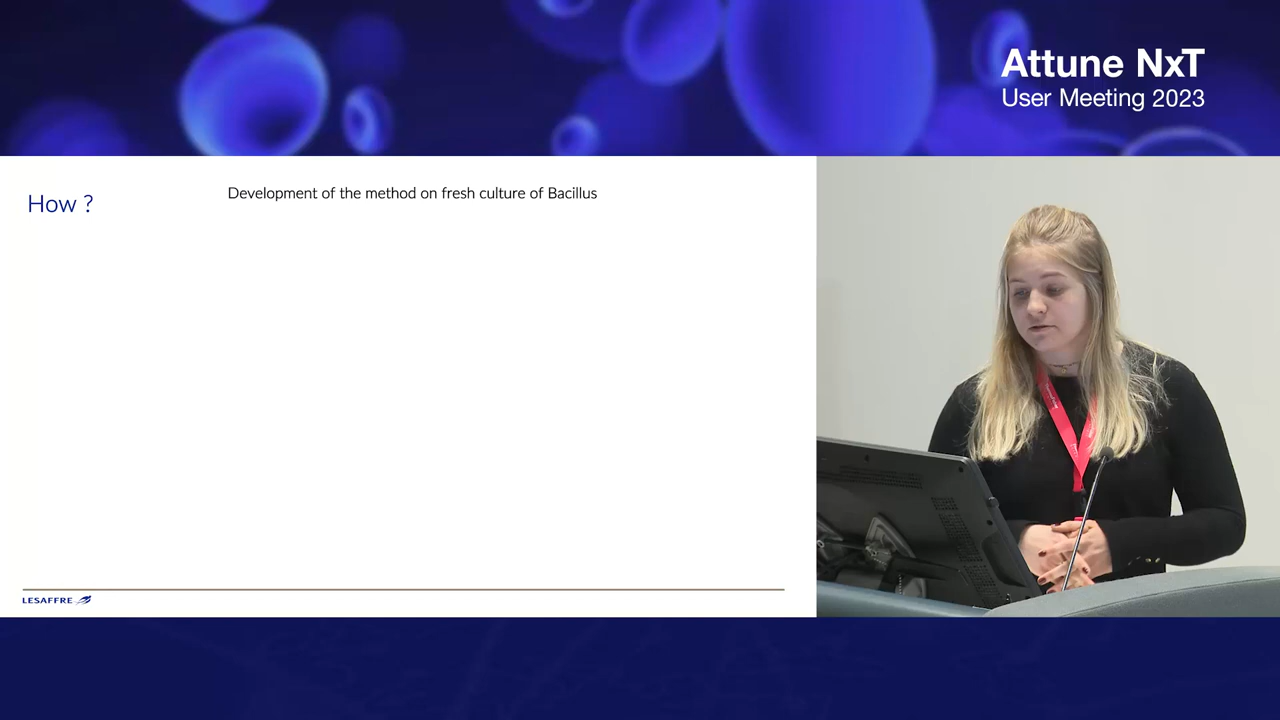 Attune NxT
User Meeting 2023
How ?
Development of the method on fresh culture of Bacillus
LESAFFRE